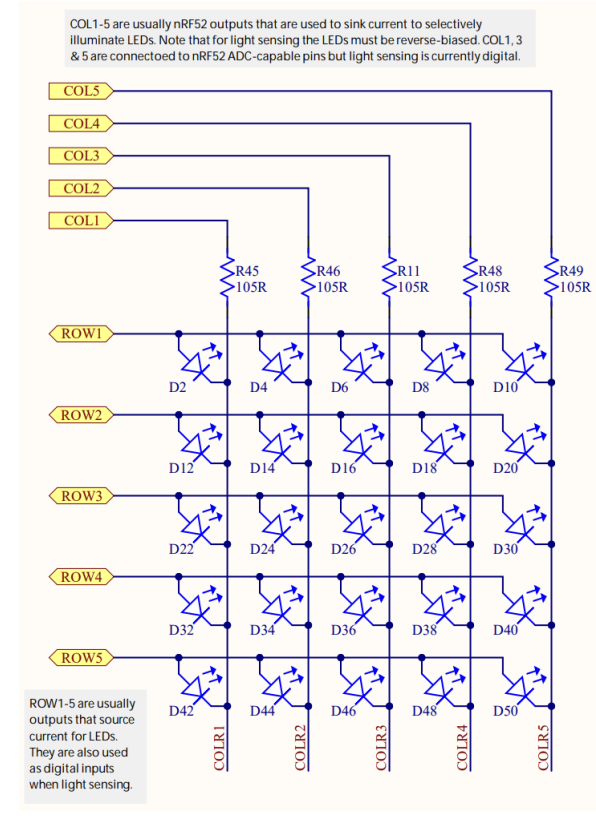 COL1-5 are usually nRF52 outputs that are used to sink current to selectively
illuminate LEDs. Note that for light sensing the LEDs must be reverse-biased. COL1, 3
& 5 are connectoed to nRF52 ADC-capable pins but light sensing is currently digital.
COL5
COL4
COL3
COL2
COL1
R45 R46 R11 R48 R49
105R 105R 105R 105R 105R
ROW1
D2 D4 D6 D8 D10
ROW2
D12 D14 D16 D18 D20
ROW3
D22 D24 D26 D28 D30
ROW4
D32 D34 D36 D38 D40
ROW5
D42 D44 D46 D48 D50
ROW1-5 are usually
outputs that source
current for LEDs.
They are also used
as digital inputs
when light sensing.
COLR1 COLR2 COLR3 COLR4 COLR5